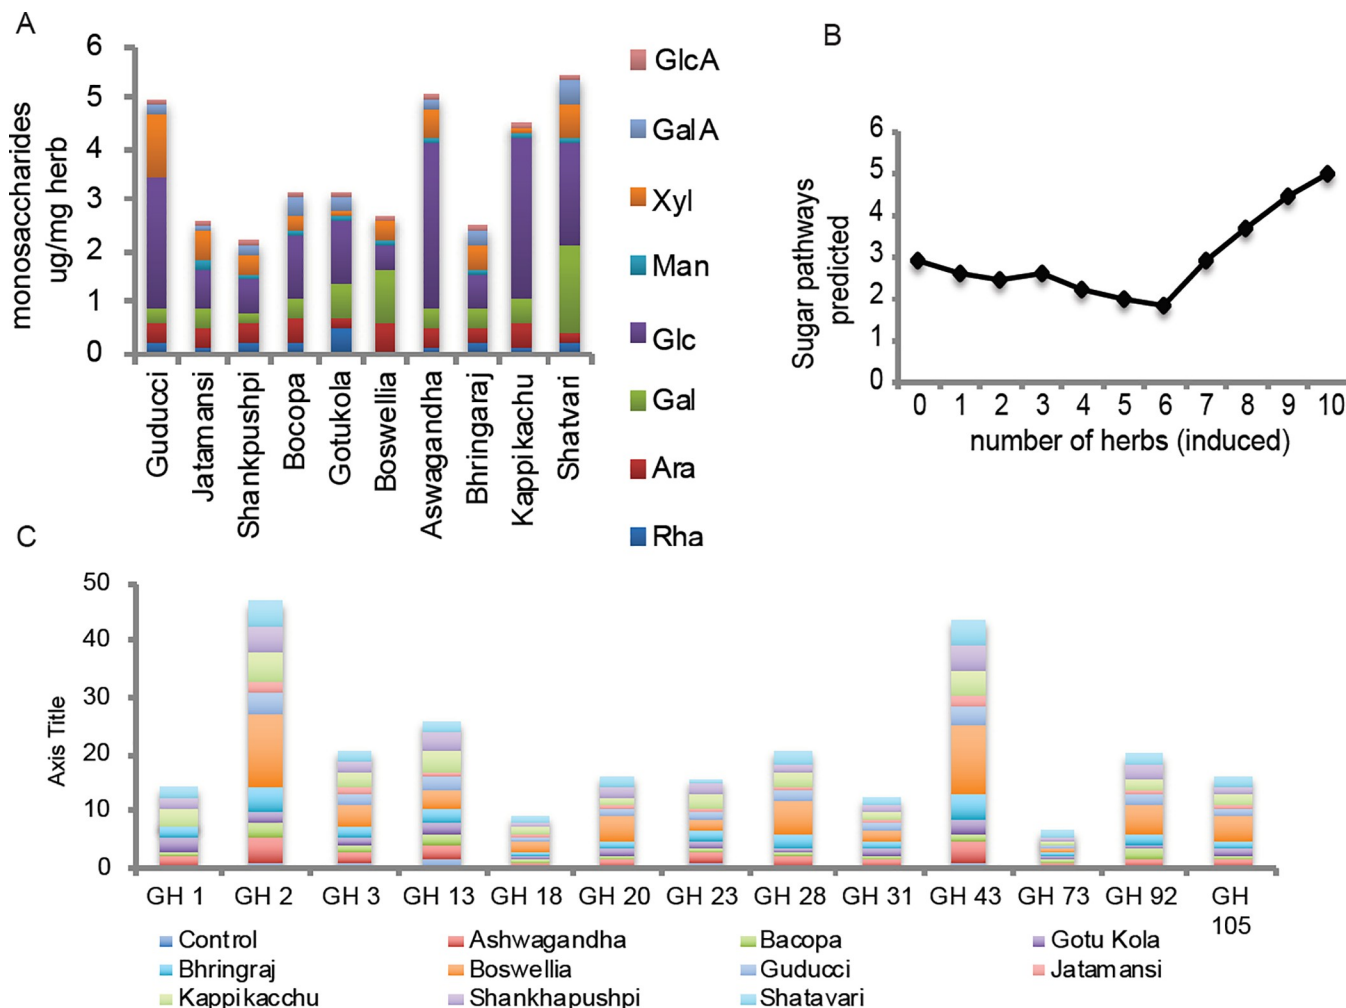 A
monosaccharides
ug/mg herb
6
5
4
3
2
1
0
Guducci
Jatamansi
Shankpushpi
Bocopa
Gotukola
Boswellia
Aswagandha
Bhringaraj
Kappikachu
Shatvari
GlcA
GalA
Xyl
Man
Glc
Gal
Ara
Rha
B
Sugar pathways
predicted
6
5
4
3
2
1
0
0 1 2 3 4 5 6 7 8 9 10
number of herbs (induced)
C
Axis Title
50
40
30
20
10
0
GH 1 GH 2 GH 3 GH 13 GH 18 GH 20 GH 23 GH 28 GH 31 GH 43 GH 73 GH 92 GH
105
Control Ashwagandha Bacopa Gotu Kola
Bhringraj Boswellia Guducci Jatamansi
Kappikacchu Shankhapushpi Shatavari